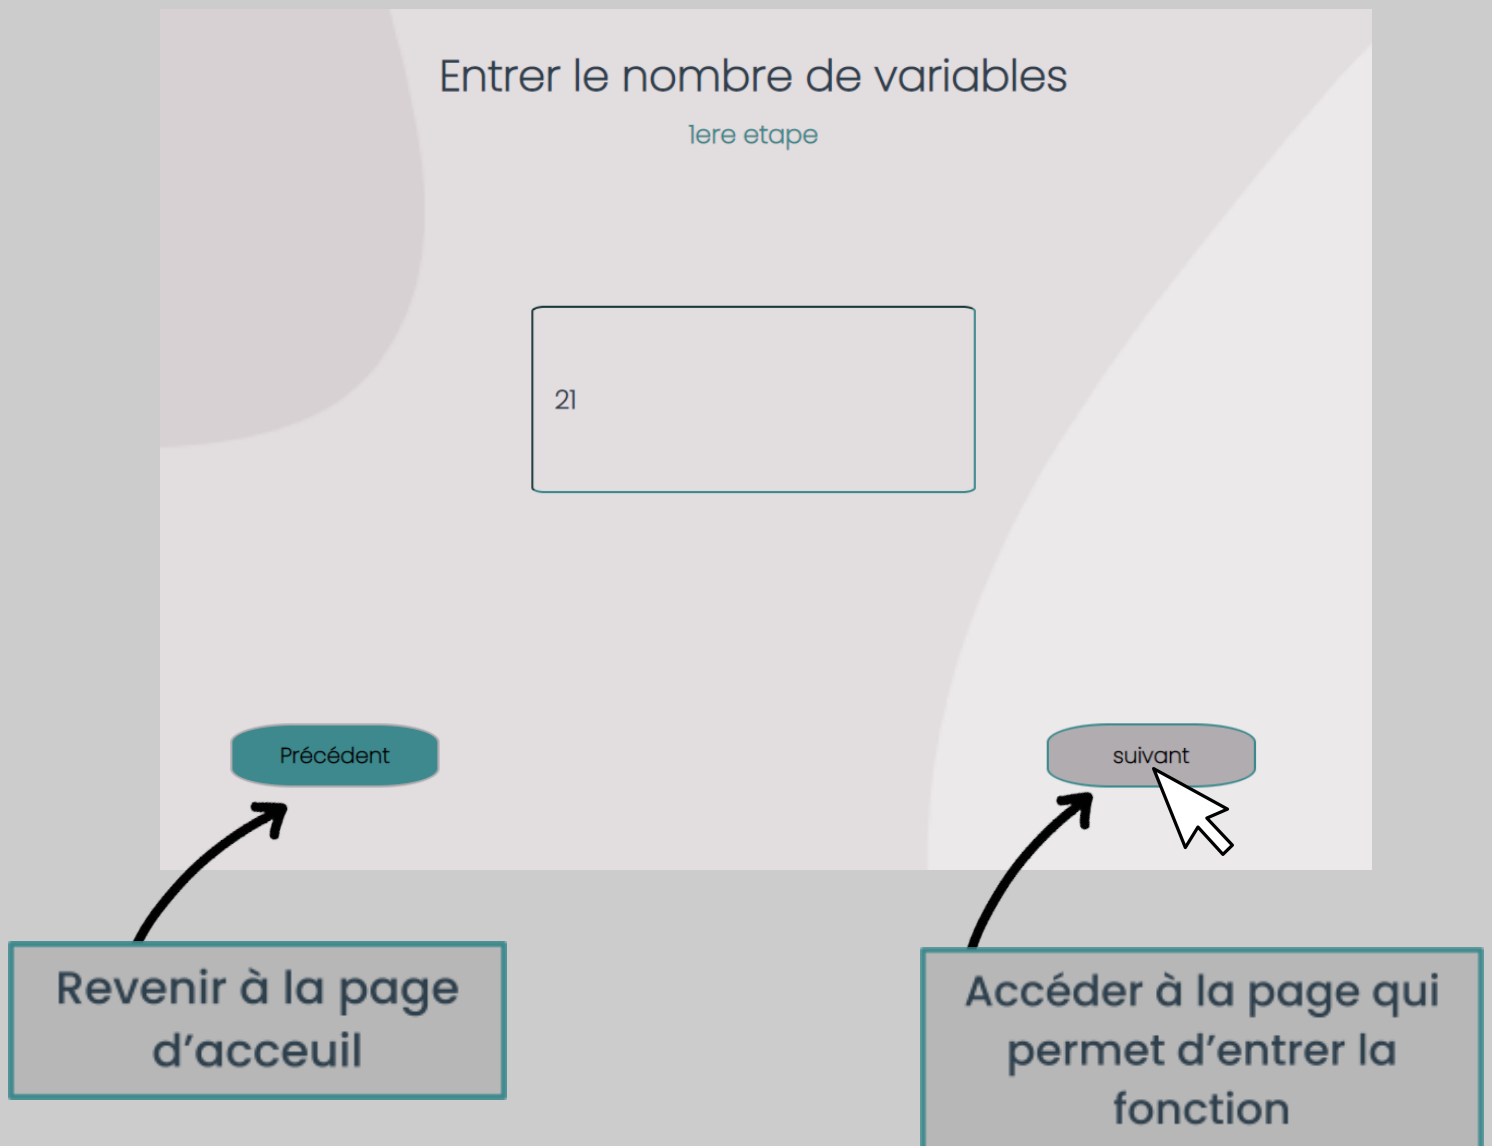 Entrer le nombre de variables
1ere etape
21
Précédent
suivant
Revenir à la page
d'acceuil
Accéder à la page qui
permet d'entrer la
fonction